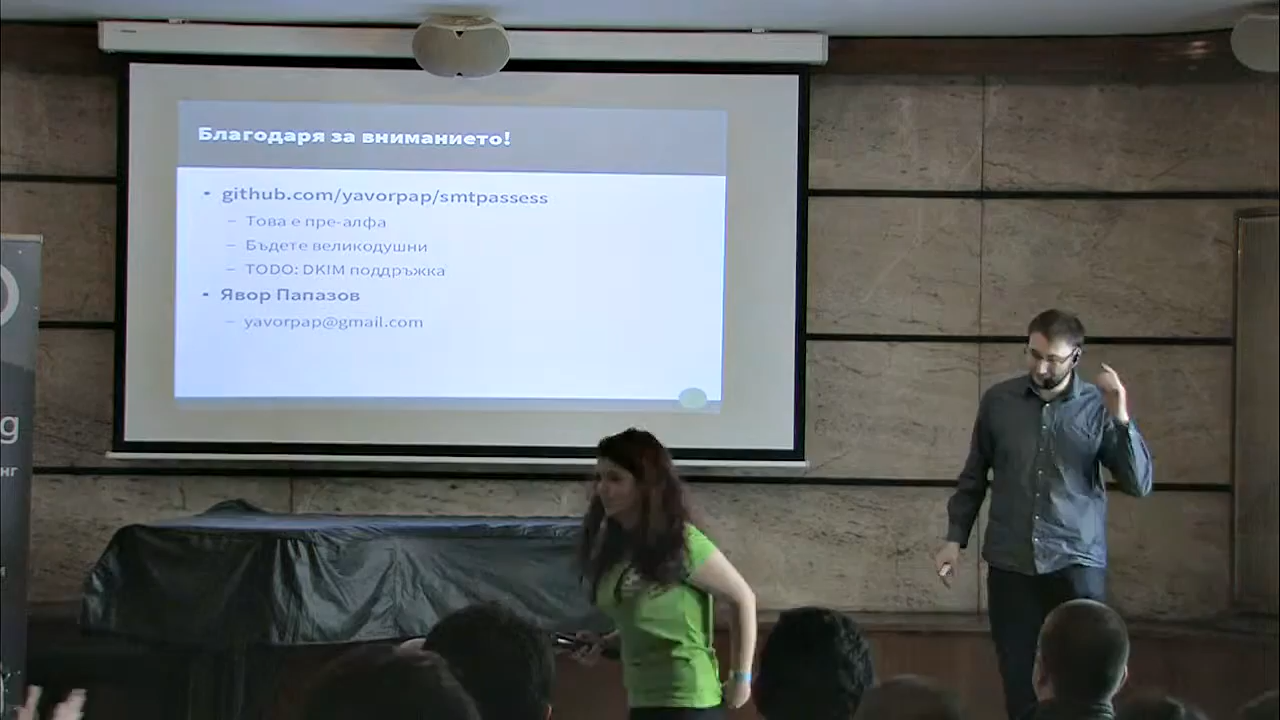 Благодаря за вниманието!
github.com/yavorpap/smtpassess
Това е пре-алфа
Бъдете великодушни
TODO: DKIM поддръжка
Явор Папазов
yavorpap@gmail.com
g
нг